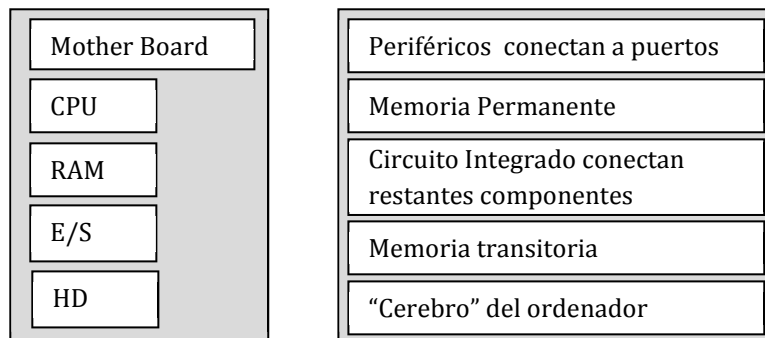 Mother Board
CPU
RAM
E/S
HD
Periféricos conectan a puertos
Memoria Permanente
Circuito Integrado conectan
restantes componentes
Memoria transitoria
“Cerebro” del ordenador